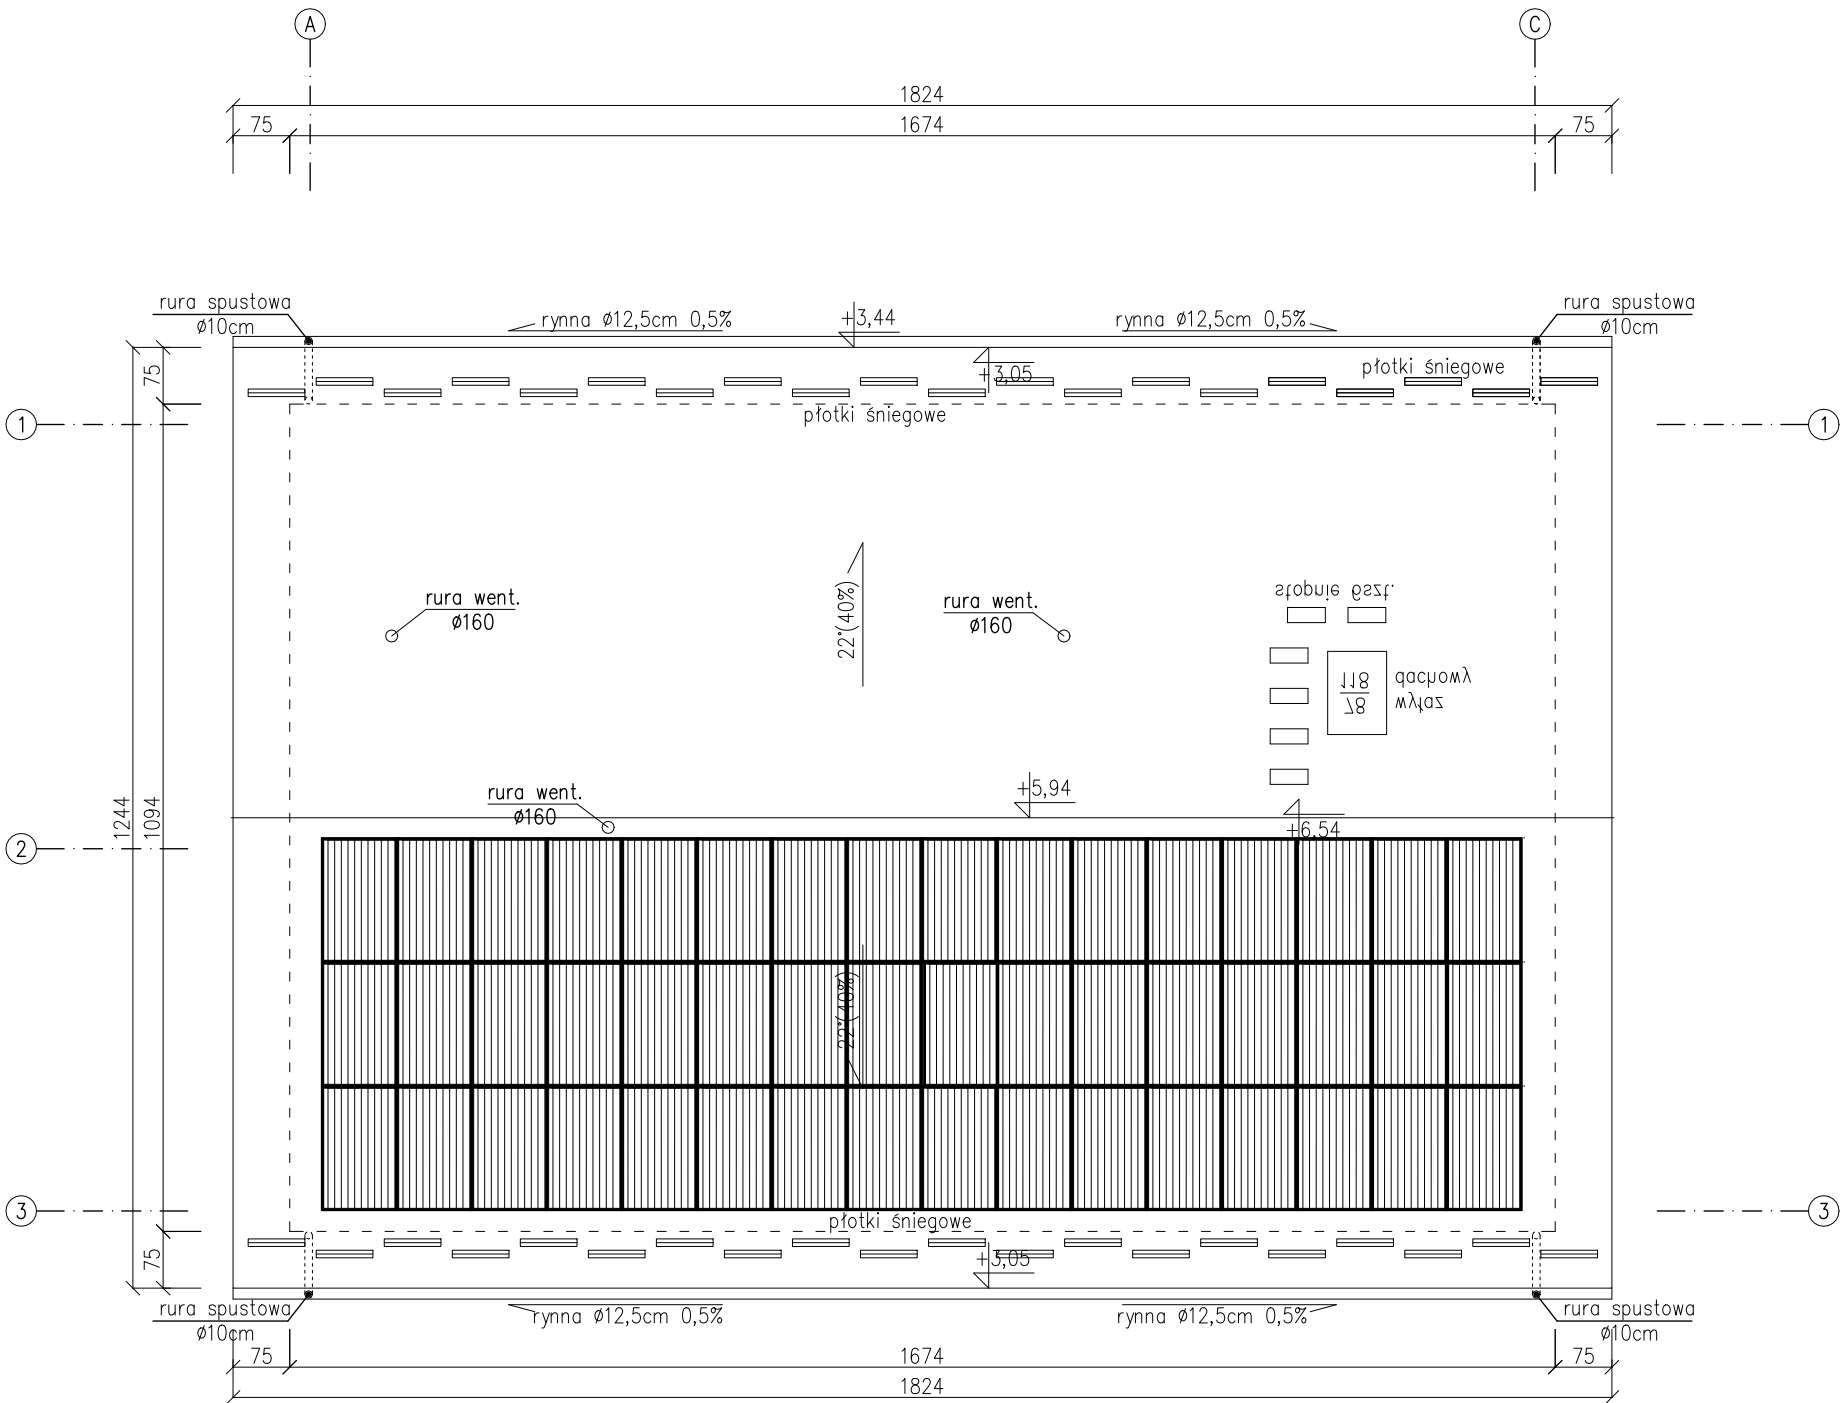 A
C
1824
75
1674
75
rura spustowa
ø10cm
rynna ø12,5cm 0,5%
+3,44
rynna ø12,5cm 0,5%
rura spustowa
ø10cm
+3,05
płotki śniegowe
75
płotki śniegowe
1
1
rura went.
ø160
22°(40%)
rura went.
ø160
stopnie 6szt.
118
78
dachowy
wyłaz
1244
1094
rura went.
ø160
+5,94
+6,54
2
22°(40%)
3
3
płotki śniegowe
+3,05
75
rura spustowa
ø10cm
rynna ø12,5cm 0,5%
rynna ø12,5cm 0,5%
rura spustowa
ø10cm
75
1674
75
1824